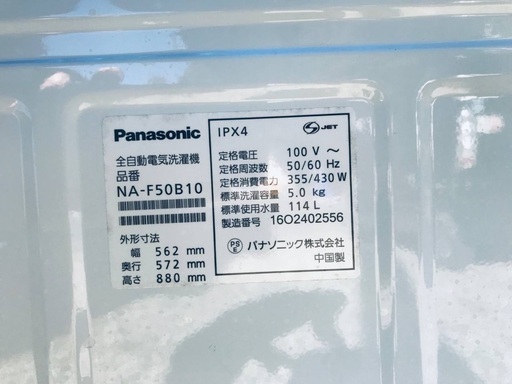 Panasonic
全自動電気洗濯機
品番
NA-F50B10
外形寸法
幅 562 mm
奥行 572 mm
高さ 880 mm
IPX4
S JET
定格電圧 100 V ～
定格周波数 50/60 Hz
定格消費電力 355/430 W
標準洗濯容量 5.0 kg
標準使用水量 114 L
製造番号 16O2402556
PS E パナソニック株式会社
中国製